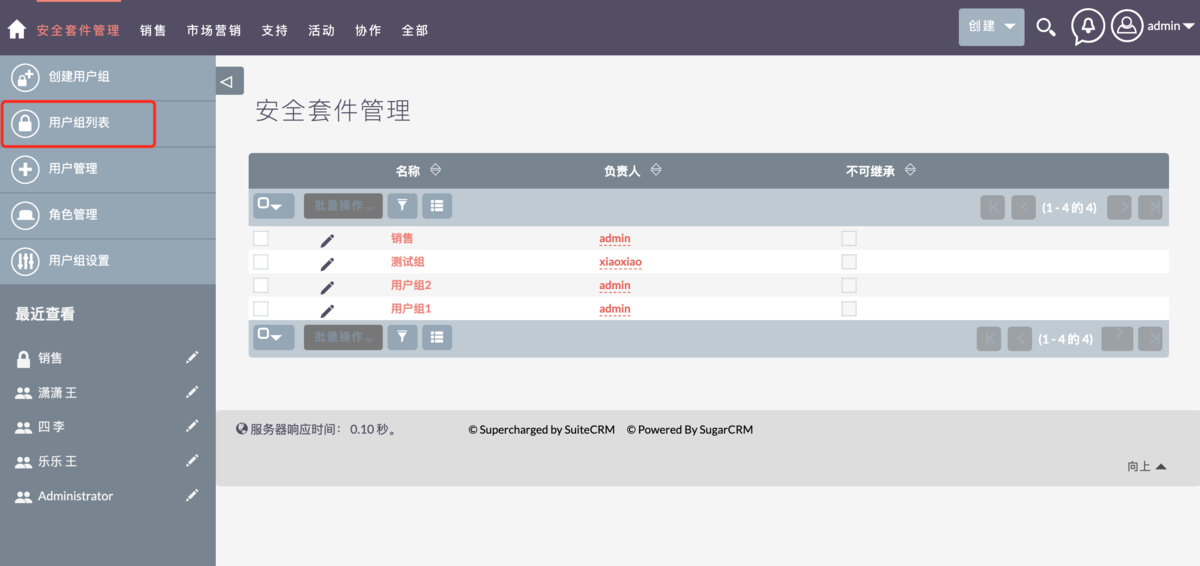 安全套件管理 销售 市场营销 支持 活动 协作 全部 创建 admin
创建用户组
用户组列表
用户管理
角色管理
用户组设置
最近查看
销售
潇潇 王
四 李
乐乐 王
Administrator
安全套件管理
名称 负责人 不可继承
批量操作 (1 - 4 的 4)
销售 admin
测试组 xiaoxiao
用户组2 admin
用户组1 admin
批量操作 (1 - 4 的 4)
服务器响应时间： 0.10 秒。 © Supercharged by SuiteCRM © Powered By SugarCRM
向上